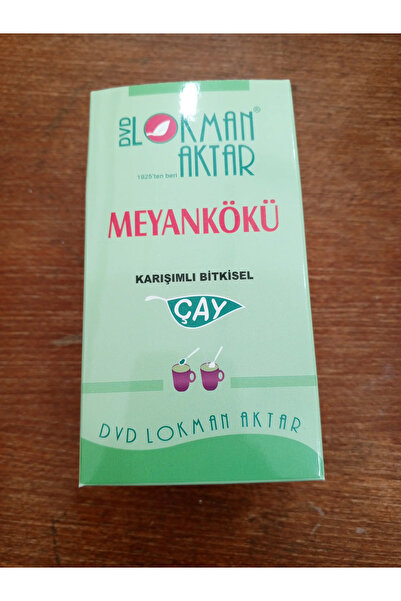 DVD LOKMAN®
AKTAR
1925'ten beri
MEYANKÖKÜ
KARIŞIMLI BİTKİSEL
ÇAY
DVD LOKMAN AKTAR